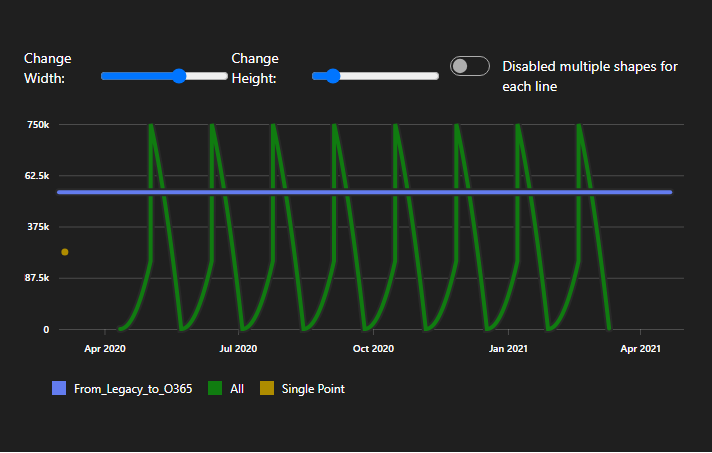 Change Width:
Change Height:
Disabled multiple shapes for
each line
750k
62.5k
375k
87.5k
0
Apr 2020
Jul 2020
Oct 2020
Jan 2021
Apr 2021
From_Legacy_to_O365
All
Single Point